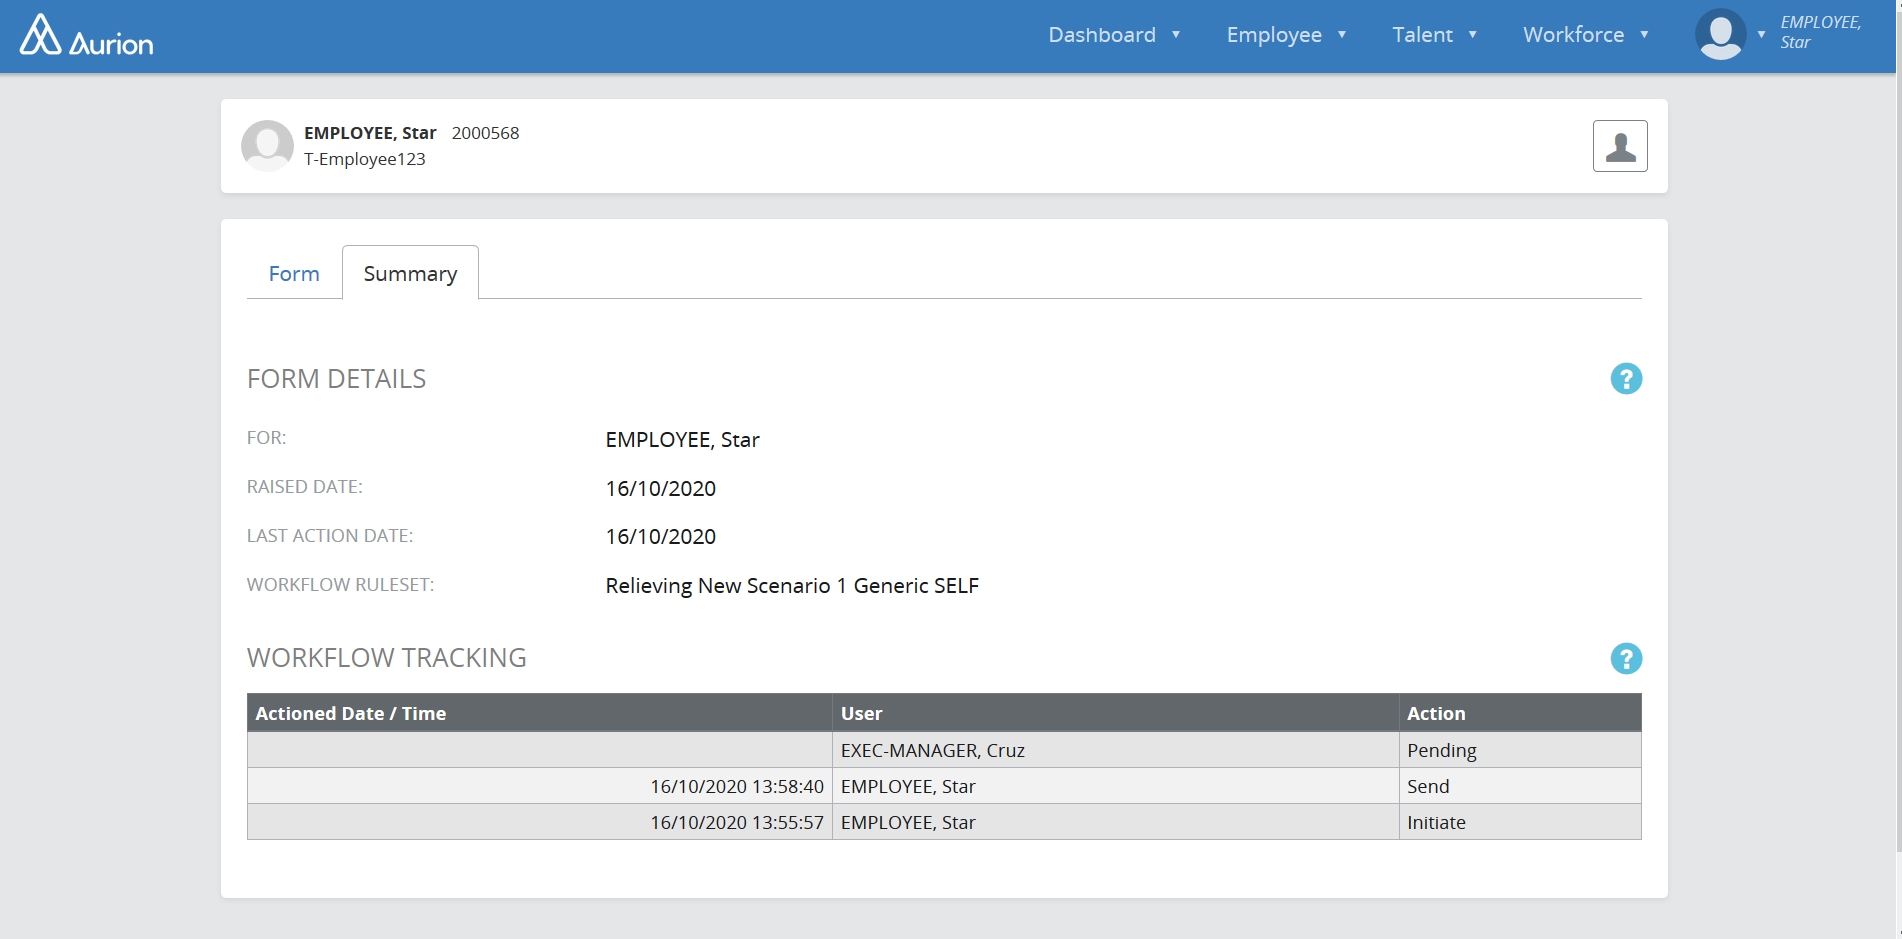 Aurion
Dashboard Employee Talent Workforce EMPLOYEE,
Star
EMPLOYEE, Star 2000568
T-Employee123
Form Summary
FORM DETAILS ?
FOR: EMPLOYEE, Star
RAISED DATE: 16/10/2020
LAST ACTION DATE: 16/10/2020
WORKFLOW RULESET: Relieving New Scenario 1 Generic SELF
WORKFLOW TRACKING ?
Actioned Date / Time User Action
EXEC-MANAGER, Cruz Pending
16/10/2020 13:58:40 EMPLOYEE, Star Send
16/10/2020 13:55:57 EMPLOYEE, Star Initiate